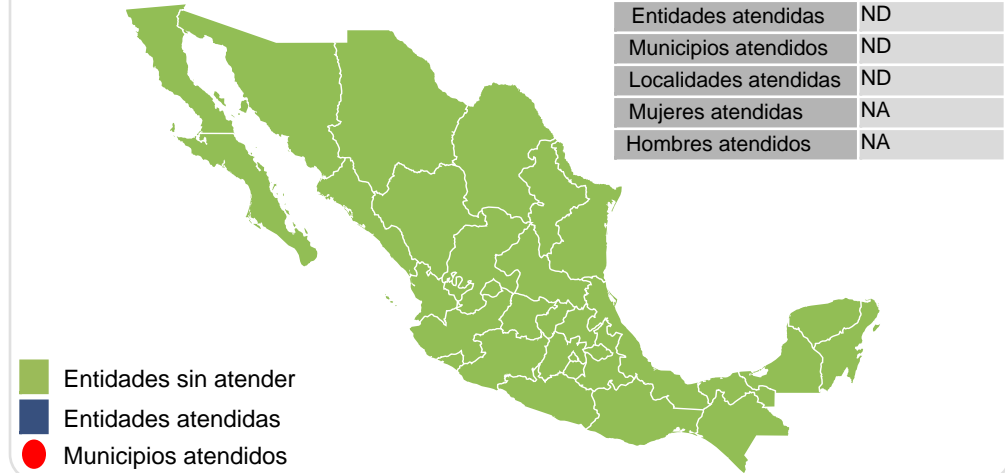 Entidades atendidas ND
Municipios atendidos ND
Localidades atendidas ND
Mujeres atendidas NA
Hombres atendidos NA
Entidades sin atender
Entidades atendidas
Municipios atendidos